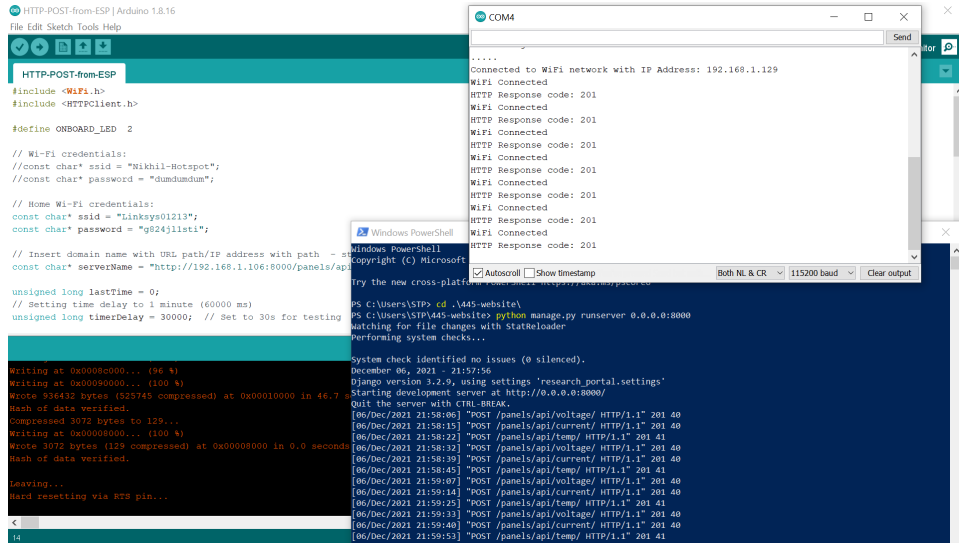 HTTP-POST-from-ESP | Arduino 1.8.16
File Edit Sketch Tools Help
HTTP-POST-from-ESP
#include <WiFi.h>
#include <HTTPClient.h>
#define ONBOARD_LED 2
// Wi-Fi credentials:
//const char* ssid = "Nikhil-Hotspot";
//const char* password = "dumdumdum";
// Home Wi-Fi credentials:
const char* ssid = "Linksys01213";
const char* password = "g824jl1sti";
// Insert domain name with URL path/IP address with path - st
const char* serverName = "http://192.168.1.106:8000/panels/api
unsigned long lastTime = 0;
// Setting time delay to 1 minute (60000 ms)
unsigned long timerDelay = 30000; // Set to 30s for testing
Writing at 0x0008c000... (96 %)
Writing at 0x00090000... (100 %)
Wrote 936432 bytes (525745 compressed) at 0x00010000 in 46.7 s
Hash of data verified.
Compressed 3072 bytes to 129...
Writing at 0x00008000... (100 %)
Wrote 3072 bytes (129 compressed) at 0x00008000 in 0.0 seconds
Hash of data verified.
Leaving...
Hard resetting via RTS pin...
14
COM4
Send
itor
.....
Connected to WiFi network with IP Address: 192.168.1.129
WiFi Connected
HTTP Response code: 201
WiFi Connected
HTTP Response code: 201
WiFi Connected
HTTP Response code: 201
WiFi Connected
HTTP Response code: 201
WiFi Connected
HTTP Response code: 201
WiFi Connected
HTTP Response code: 201
WiFi Connected
HTTP Response code: 201
Autoscroll Show timestamp Both NL & CR 115200 baud Clear output
Windows PowerShell
Windows PowerShell
Copyright (C) Microsoft
Try the new cross-platform PowerShell https://aka.ms/pscore6
PS C:\Users\STP> cd .\445-website\
PS C:\Users\STP\445-website> python manage.py runserver 0.0.0.0:8000
Watching for file changes with StatReloader
Performing system checks...
System check identified no issues (0 silenced).
December 06, 2021 - 21:57:56
Django version 3.2.9, using settings 'research_portal.settings'
Starting development server at http://0.0.0.0:8000/
Quit the server with CTRL-BREAK.
[06/Dec/2021 21:58:06] "POST /panels/api/voltage/ HTTP/1.1" 201 40
[06/Dec/2021 21:58:15] "POST /panels/api/current/ HTTP/1.1" 201 40
[06/Dec/2021 21:58:22] "POST /panels/api/temp/ HTTP/1.1" 201 41
[06/Dec/2021 21:58:32] "POST /panels/api/voltage/ HTTP/1.1" 201 40
[06/Dec/2021 21:58:39] "POST /panels/api/current/ HTTP/1.1" 201 40
[06/Dec/2021 21:58:45] "POST /panels/api/temp/ HTTP/1.1" 201 41
[06/Dec/2021 21:59:07] "POST /panels/api/voltage/ HTTP/1.1" 201 40
[06/Dec/2021 21:59:14] "POST /panels/api/current/ HTTP/1.1" 201 40
[06/Dec/2021 21:59:25] "POST /panels/api/temp/ HTTP/1.1" 201 41
[06/Dec/2021 21:59:33] "POST /panels/api/voltage/ HTTP/1.1" 201 40
[06/Dec/2021 21:59:40] "POST /panels/api/current/ HTTP/1.1" 201 40
[06/Dec/2021 21:59:53] "POST /panels/api/temp/ HTTP/1.1" 201 41